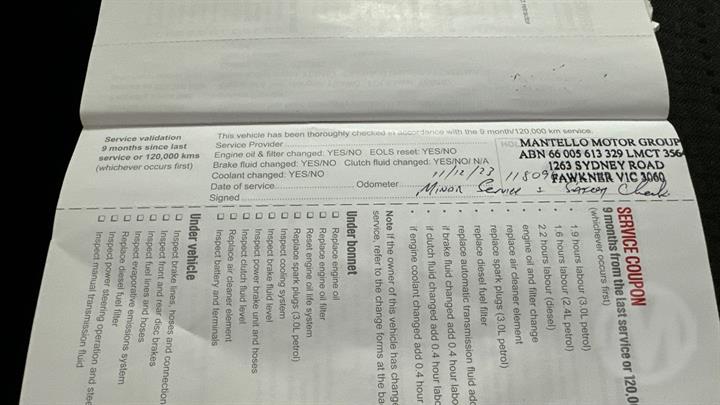 Service validation
9 months since last
service or 120,000 kms
(whichever occurs first)
This vehicle has been thoroughly checked in accordance with the 9 month/120,000 km service.
Service Provider
Engine oil & filter changed: YES/NO EOLS reset: YES/NO
Brake fluid changed: YES/NO Clutch fluid changed: YES/NO/ N/A
Coolant changed: YES/NO
Date of service 11/12/23 Odometer
Signed Minor Service + Safety Check
MANTELLO MOTOR GROUP
ABN 66 005 613 329 LMCT 356
1263 SYDNEY ROAD
FAWKNER VIC 3060
SERVICE COUPON
9 months from the last service or 120,0
(whichever occurs first)
1.9 hours labour (3.0L petrol)
1.6 hours labour (2.4L petrol)
2.2 hours labour (diesel)
engine oil and filter change
• replace air cleaner element
• replace spark plugs (3.0L petrol)
• replace diesel fuel filter
• replace automatic transmission fluid add
• if brake fluid changed add 0.4 hour labo
• if clutch fluid changed add 0.4 hour labo
• if engine coolant changed add 0.4 hour
Note If the owner of this vehicle has change
service, refer to the change forms at the ba
Under bonnet
❑ Replace engine oil
❑ Replace engine oil filter
❑ Reset engine oil life system
❑ Replace spark plugs (3.0L petrol)
❑ Inspect cooling system
❑ Inspect brake fluid level
❑ Inspect power brake unit and hoses
❑ Inspect clutch fluid level
❑ Replace air cleaner element
❑ Inspect battery and terminals
Under vehicle
❑ Inspect brake lines, hoses and connection
❑ Inspect front and rear disc brakes
❑ Inspect fuel lines and hoses
❑ Inspect evaporative emissions system
❑ Replace diesel fuel filter
❑ Inspect power steering operation and stee
❑ Inspect manual transmission fluid